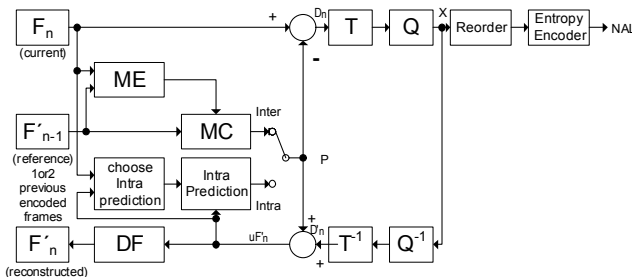 Fn
(current)
+
Dn
T
Q
X
Reorder
Entropy
Encoder
NAL
-
ME
Inter
F´n-1
MC
(reference)
1or2
previous
encoded
frames
choose
Intra
prediction
Intra
Prediction
P
Intra
+
F´n
DF
uF'n
D'n
+
T-1
Q-1
(reconstructed)